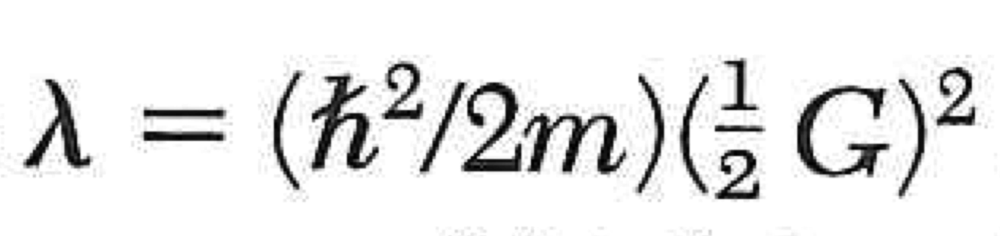 λ = (ℏ²/2m)(½ G)²